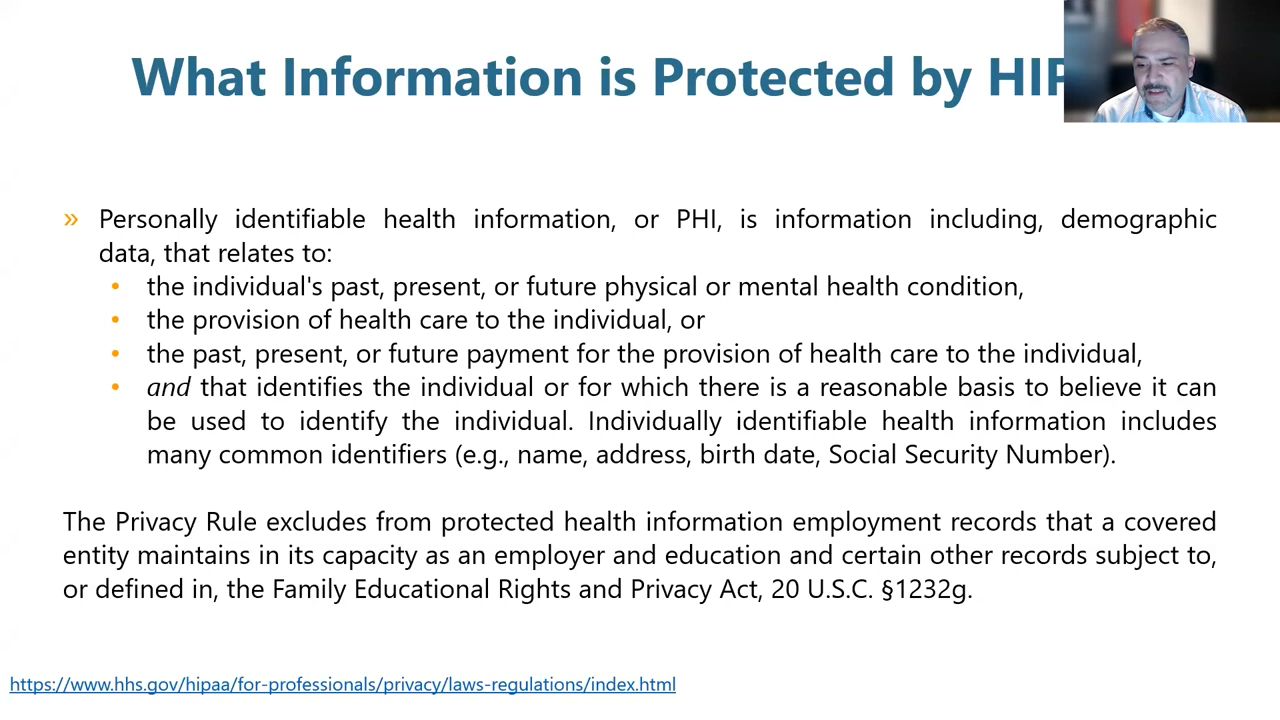 What Information is Protected by HIP
» Personally identifiable health information, or PHI, is information including, demographic
data, that relates to:
• the individual's past, present, or future physical or mental health condition,
• the provision of health care to the individual, or
• the past, present, or future payment for the provision of health care to the individual,
• and that identifies the individual or for which there is a reasonable basis to believe it can
be used to identify the individual. Individually identifiable health information includes
many common identifiers (e.g., name, address, birth date, Social Security Number).
The Privacy Rule excludes from protected health information employment records that a covered
entity maintains in its capacity as an employer and education and certain other records subject to,
or defined in, the Family Educational Rights and Privacy Act, 20 U.S.C. §1232g.
https://www.hhs.gov/hipaa/for-professionals/privacy/laws-regulations/index.html